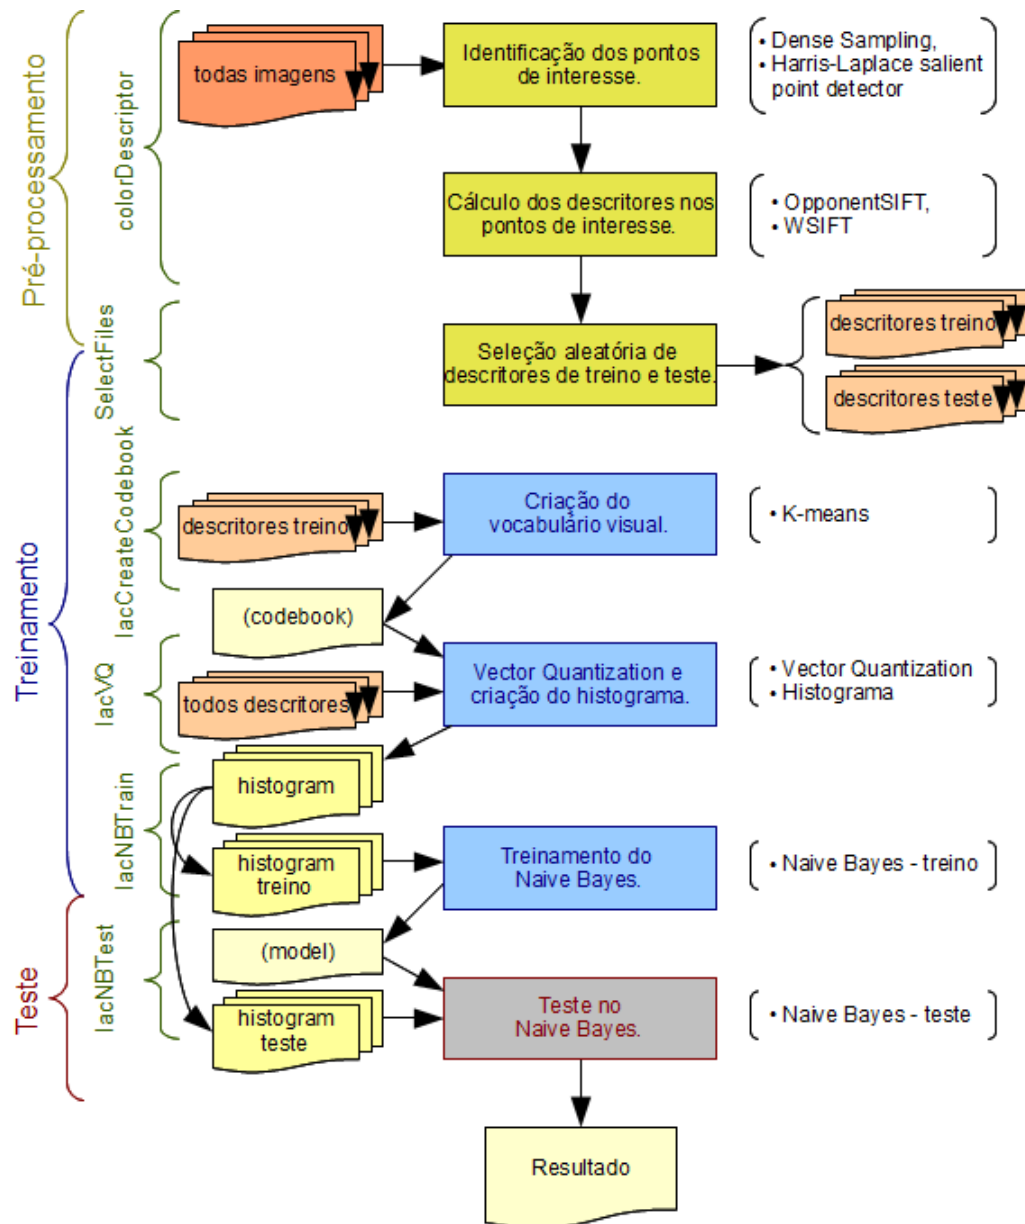 Pré-processamento
colorDescriptor
todas imagens
Identificação dos pontos
de interesse.
• Dense Sampling,
• Harris-Laplace salient
point detector
Cálculo dos descritores nos
pontos de interesse.
• OpponentSIFT,
• WSIFT
SelectFiles
Seleção aleatória de
descritores de treino e teste.
descritores treino
descritores teste
Treinamento
lacCreateCodebook
descritores treino
Criação do
vocabulário visual.
• K-means
(codebook)
lacVQ
todos descritores
Vector Quantization e
criação do histograma.
• Vector Quantization
• Histograma
histogram
lacNBTrain
histogram
treino
Treinamento do
Naive Bayes.
• Naive Bayes - treino
Teste
lacNBTest
(model)
histogram
teste
Teste no
Naive Bayes.
• Naive Bayes - teste
Resultado